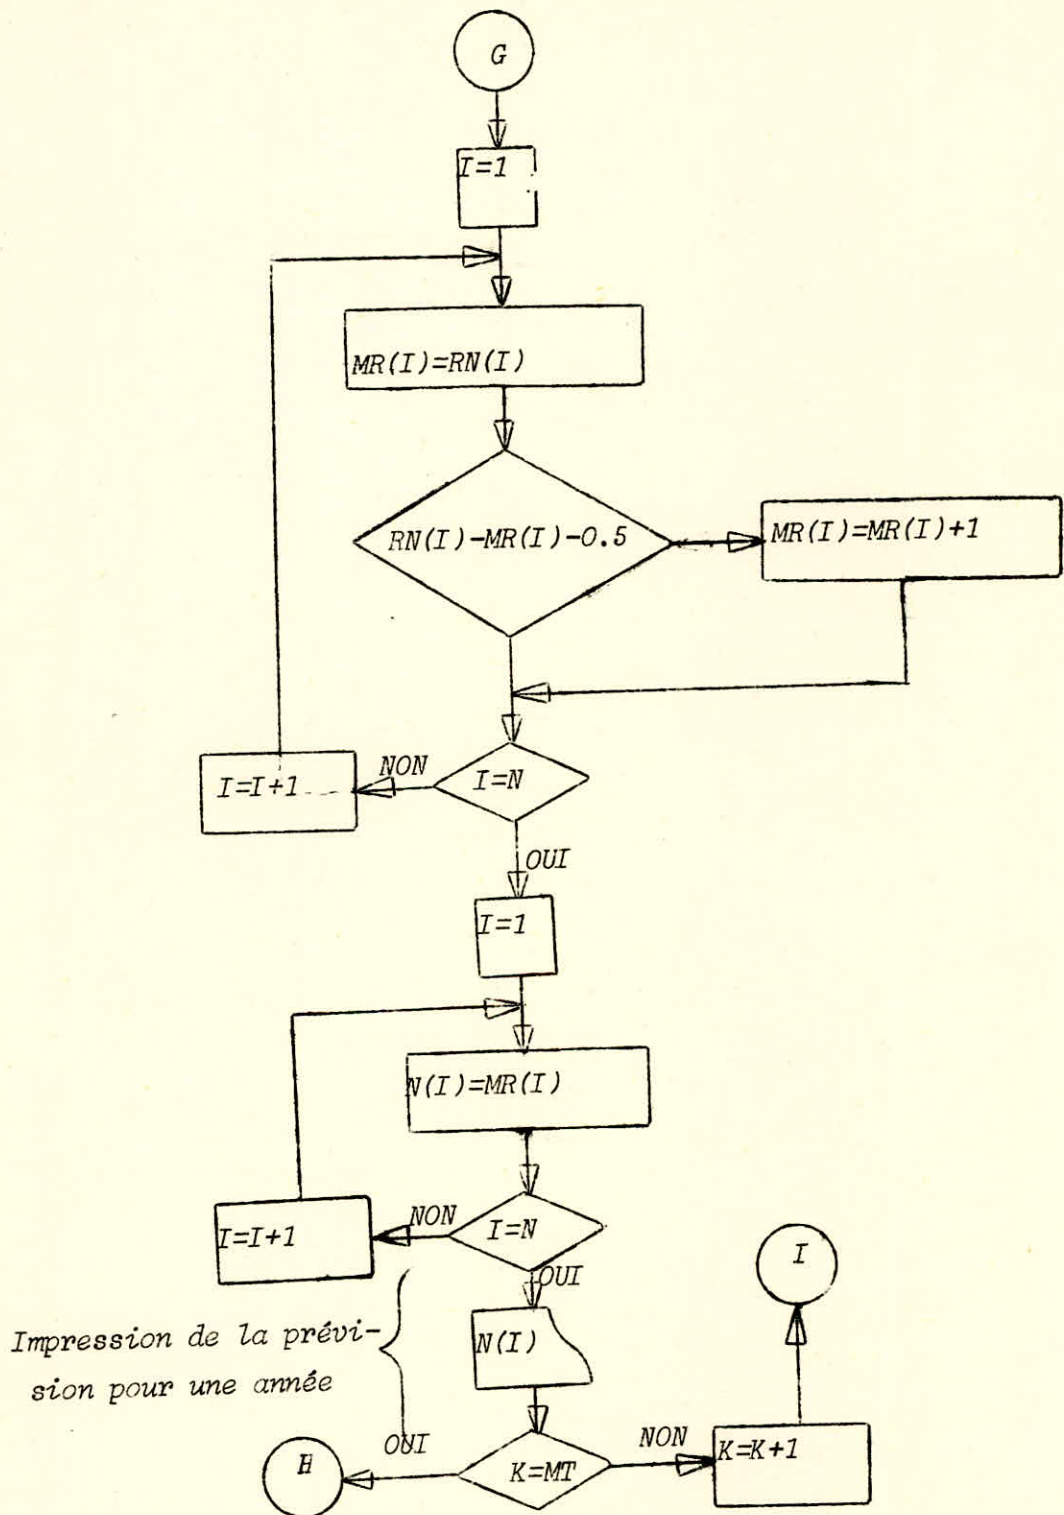 G
I=1
MR(I)=RN(I)
RN(I)-MR(I)-0.5
MR(I)=MR(I)+1
I=N
NON
I=I+1
OUI
I=1
N(I)=MR(I)
I=N
NON
I=I+1
OUI
I
N(I)
Impression de la prévi-
sion pour une année
K=MT
OUI
H
NON
K=K+1